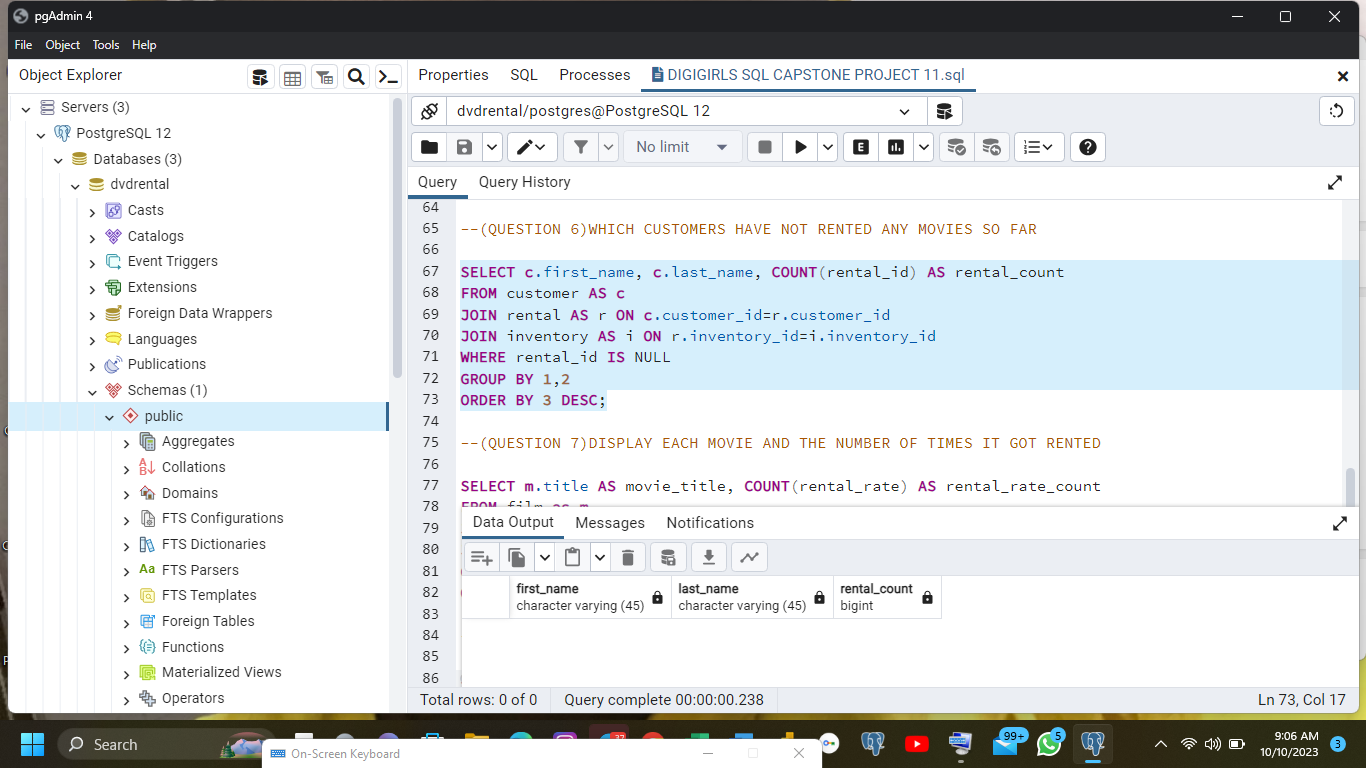 pgAdmin 4
File Object Tools Help
Object Explorer
Properties SQL Processes DIGIGIRLS SQL CAPSTONE PROJECT 11.sql
Servers (3)
PostgreSQL 12
Databases (3)
dvdrental
Casts
Catalogs
Event Triggers
Extensions
Foreign Data Wrappers
Languages
Publications
Schemas (1)
public
Aggregates
Collations
Domains
FTS Configurations
FTS Dictionaries
Aa FTS Parsers
FTS Templates
Foreign Tables
Functions
Materialized Views
Operators
dvdrental/postgres@PostgreSQL 12
No limit
E
Query Query History
64
65 --(QUESTION 6)WHICH CUSTOMERS HAVE NOT RENTED ANY MOVIES SO FAR
66
67 SELECT c.first_name, c.last_name, COUNT(rental_id) AS rental_count
68 FROM customer AS c
69 JOIN rental AS r ON c.customer_id=r.customer_id
70 JOIN inventory AS i ON r.inventory_id=i.inventory_id
71 WHERE rental_id IS NULL
72 GROUP BY 1,2
73 ORDER BY 3 DESC;
74
75 --(QUESTION 7)DISPLAY EACH MOVIE AND THE NUMBER OF TIMES IT GOT RENTED
76
77 SELECT m.title AS movie_title, COUNT(rental_rate) AS rental_rate_count
78 FROM film as m
79
80
81
82
83
84
85
86
Data Output Messages Notifications
first_name last_name rental_count
character varying (45) character varying (45) bigint
Total rows: 0 of 0 Query complete 00:00:00.238 Ln 73, Col 17
Search
On-Screen Keyboard
37
99+
5
9:06 AM
10/10/2023
3